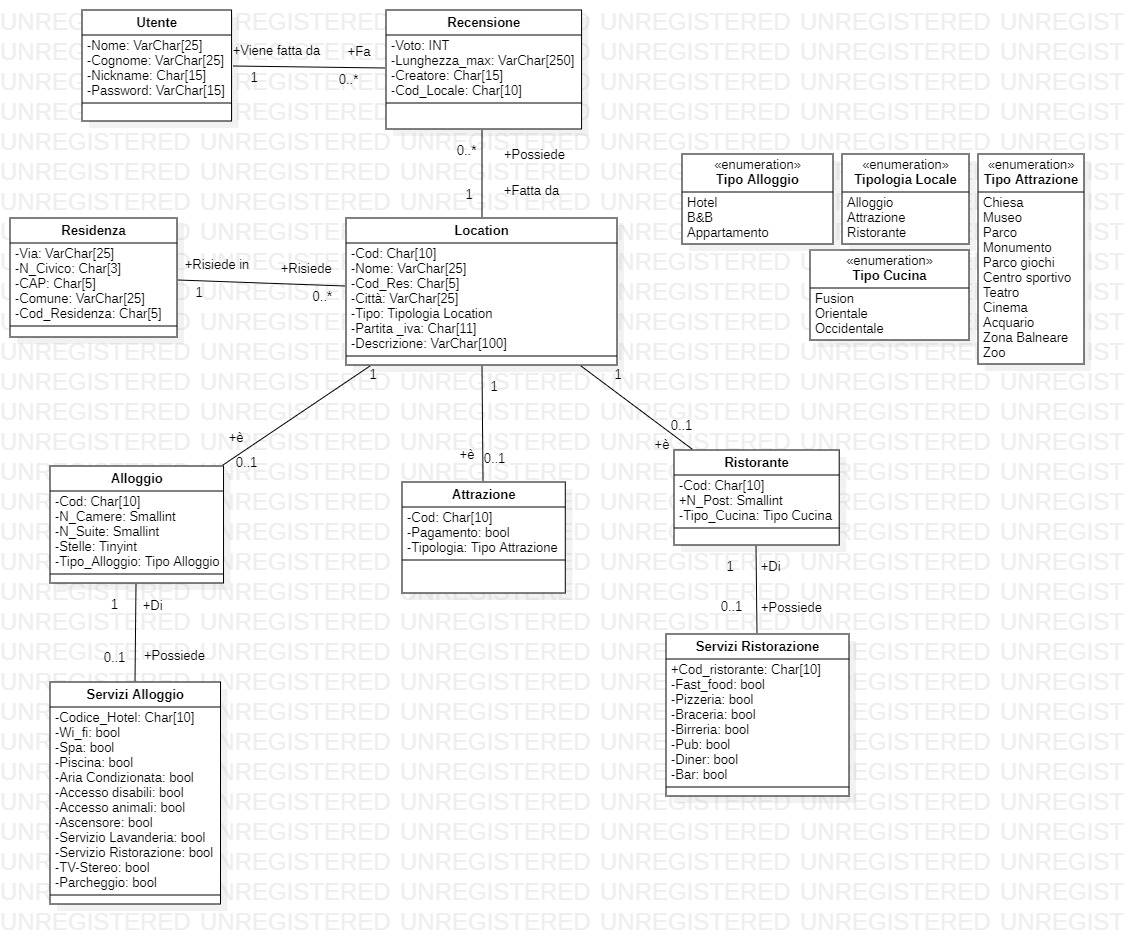 Utente
-Nome: VarChar[25]
-Cognome: VarChar[25]
-Nickname: Char[15]
-Password: VarChar[15]
+Viene fatta da
+Fa
1
0..*
Recensione
-Voto: INT
-Lunghezza_max: VarChar[250]
-Creatore: Char[15]
-Cod_Locale: Char[10]
0..*
+Possiede
1
+Fatta da
«enumeration»
Tipo Alloggio
Hotel
B&B
Appartamento
«enumeration»
Tipologia Locale
Alloggio
Attrazione
Ristorante
«enumeration»
Tipo Attrazione
Chiesa
Museo
Parco
Monumento
Parco giochi
Centro sportivo
Teatro
Cinema
Acquario
Zona Balneare
Zoo
«enumeration»
Tipo Cucina
Fusion
Orientale
Occidentale
Residenza
-Via: VarChar[25]
-N_Civico: Char[3]
-CAP: Char[5]
-Comune: VarChar[25]
-Cod_Residenza: Char[5]
+Risiede in
+Risiede
1
0..*
Location
-Cod: Char[10]
-Nome: VarChar[25]
-Cod_Res: Char[5]
-Città: VarChar[25]
-Tipo: Tipologia Location
-Partita _iva: Char[11]
-Descrizione: VarChar[100]
1
+è
0..1
1
+è
0..1
1
0..1
+è
Alloggio
-Cod: Char[10]
-N_Camere: Smallint
-N_Suite: Smallint
-Stelle: Tinyint
-Tipo_Alloggio: Tipo Alloggio
Attrazione
-Cod: Char[10]
-Pagamento: bool
-Tipologia: Tipo Attrazione
Ristorante
-Cod: Char[10]
+N_Post: Smallint
-Tipo_Cucina: Tipo Cucina
1
+Di
0..1
+Possiede
1
+Di
0..1
+Possiede
Servizi Alloggio
-Codice_Hotel: Char[10]
-Wi_fi: bool
-Spa: bool
-Piscina: bool
-Aria Condizionata: bool
-Accesso disabili: bool
-Accesso animali: bool
-Ascensore: bool
-Servizio Lavanderia: bool
-Servizio Ristorazione: bool
-TV-Stereo: bool
-Parcheggio: bool
Servizi Ristorazione
+Cod_ristorante: Char[10]
-Fast_food: bool
-Pizzeria: bool
-Braceria: bool
-Birreria: bool
-Pub: bool
-Diner: bool
-Bar: bool
UNREGISTERED